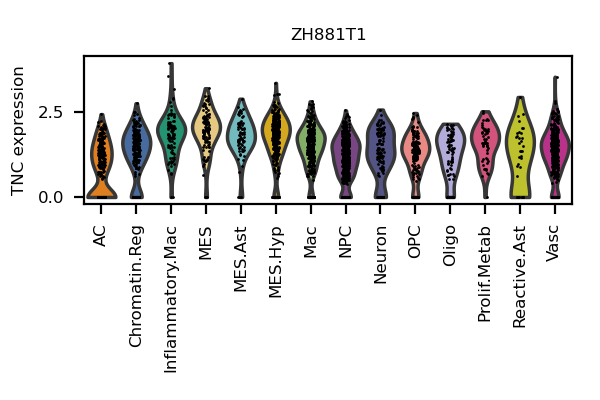 ZH881T1
TNC expression
2.5
0.0
AC
Chromatin.Reg
Inflammatory.Mac
MES
MES.Ast
MES.Hyp
Mac
NPC
Neuron
OPC
Oligo
Prolif.Metab
Reactive.Ast
Vasc